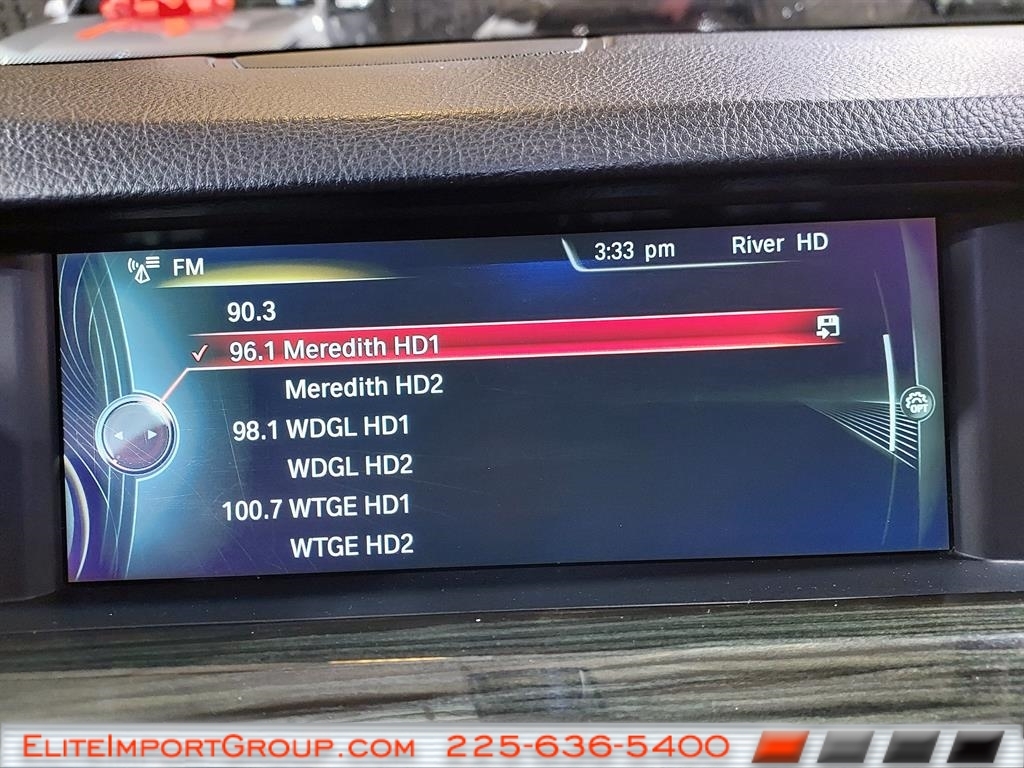 FM
3:33 pm River HD
90.3
✓ 96.1 Meredith HD1
Meredith HD2
98.1 WDGL HD1
WDGL HD2
100.7 WTGE HD1
WTGE HD2
OPT
EliteImportGroup.com 225-636-5400